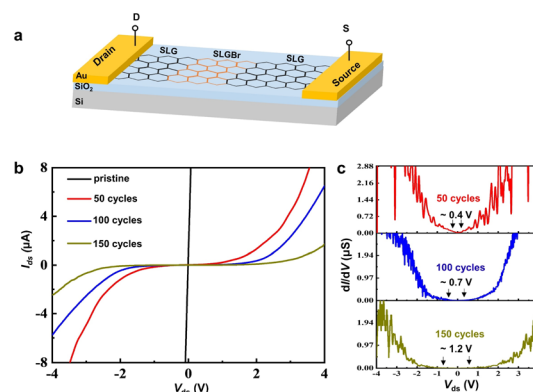 a
D
S
SLG
SLGBr
SLG
Drain
Source
Au
SiO₂
Si
b
8
4
0
-4
-8
I_ds (μA)
pristine
50 cycles
100 cycles
150 cycles
-4
-2
0
2
4
V_ds (V)
c
2.88
2.16
1.44
0.72
0.00
50 cycles
~ 0.4 V
1.94
0.97
0.00
100 cycles
~ 0.7 V
1.94
0.97
0.00
150 cycles
~ 1.2 V
dI/dV (μS)
-4 -3 -2 -1 0 1 2 3
V_ds (V)